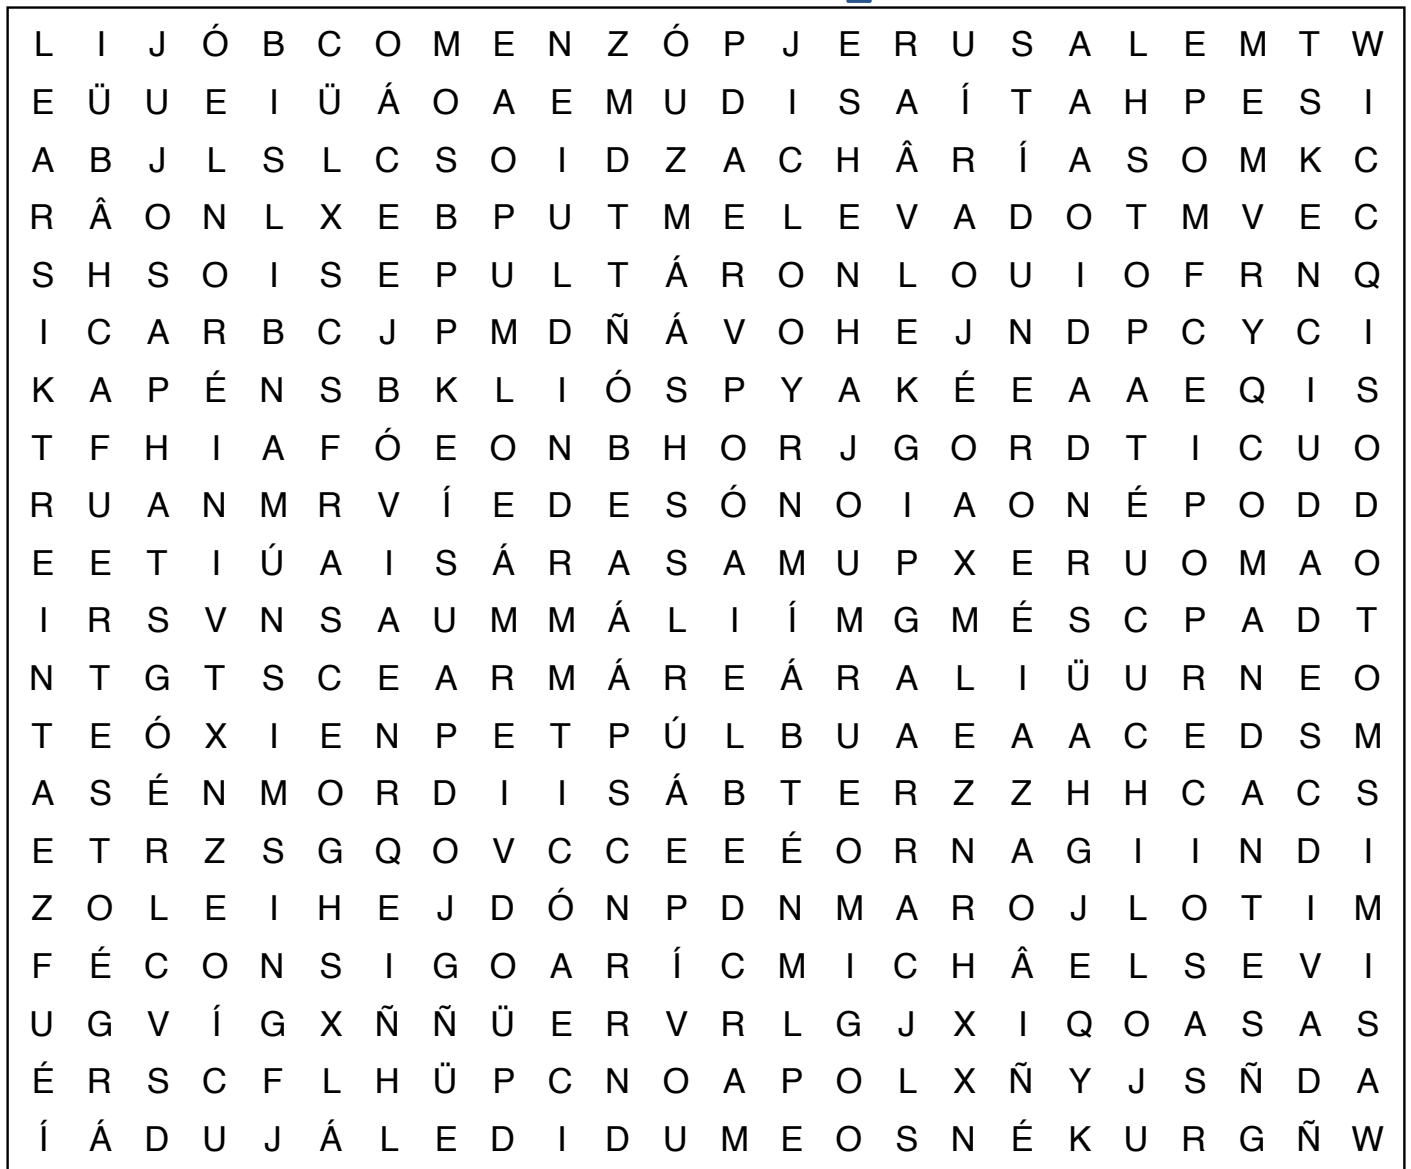 L I J Ó B C O M E N Z Ó P J E R U S A L E M T W
E Ü U E I Ü Á O A E M U D I S A Í T A H P E S I
A B J L S L C S O I D Z A C H Â R Í A S O M K C
R Â O N L X E B P U T M E L E V A D O T M V E C
S H S O I S E P U L T Á R O N L O U I O F R N Q
I C A R B C J P M D Ñ Á V O H E J N D P C Y C I
K A P É N S B K L I Ó S P Y A K É E A A E Q I S
T F H I A F Ó E O N B H O R J G O R D T I C U O
R U A N M R V Í E D E S Ó N O I A O N É P O D D
E E T I Ú A I S Á R A S A M U P X E R U O M A O
I R S V N S A U M M Á L I Í M G M É S C P A D T
N T G T S C E A R M Á R E Á R A L I Ü U R N E O
T E Ó X I E N P E T P Ú L B U A E A A C E D S M
A S É N M O R D I I S Á B T E R Z Z H H C A C S
E T R Z S G Q O V C C E E É O R N A G I I N D I
Z O L E I H E J D Ó N P D N M A R O J L O T I M
F É C O N S I G O A R Í C M I C H Â E L S E V I
U G V Í G X Ñ Ñ Ü E R V R L G J X I Q O A S A S
É R S C F L H Ü P C N O A P O L X Ñ Y J S Ñ D A
Í Á D U J Á L E D I D U M E O S N É K U R G Ñ W